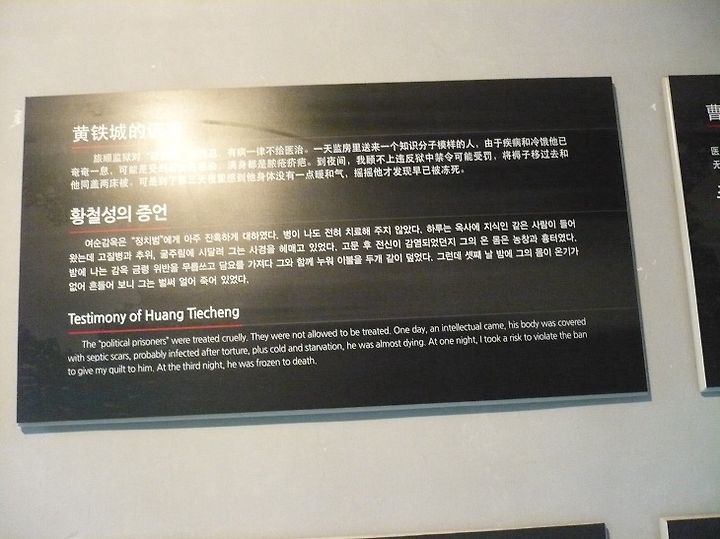 黄铁城的
旅顺监狱对 有病一律不给医治。一天监房里送来一个知识分子模样的人，由于疾病和冷饿他已
奄奄一息，可能是受 满身都是脓疮疥疤。到夜间，我顾不上违反狱中禁令可能受罚，将褥子移过去和
他同盖两床被。可是到了第三天夜里感到他身体没有一点暖和气，摇摇他才发现早已被冻死。
황철성의 증언
여순감옥은 "정치범"에게 아주 잔혹하게 대하였다. 병이 나도 전혀 치료해 주지 않았다. 하루는 옥사에 지식인 같은 사람이 들어
왔는데 고질병과 추위, 굶주림에 시달려 그는 사경을 헤매고 있었다. 고문 후 전신이 감염되었던지 그의 온 몸은 농창과 흉터였다.
밤에 나는 감옥 금령 위반을 무릅쓰고 담요를 가져다 그와 함께 누워 이불을 두개 같이 덮었다. 그런데 셋째 날 밤에 그의 몸이 온기가
없어 흔들어 보니 그는 벌써 얼어 죽어 있었다.
Testimony of Huang Tiecheng
The "political prisoners" were treated cruelly. They were not allowed to be treated. One day, an intellectual came, his body was covered
with septic scars, probably infected after torture, plus cold and starvation, he was almost dying. At one night, I took a risk to violate the ban
to give my quilt to him. At the third night, he was frozen to death.
曹
医
无